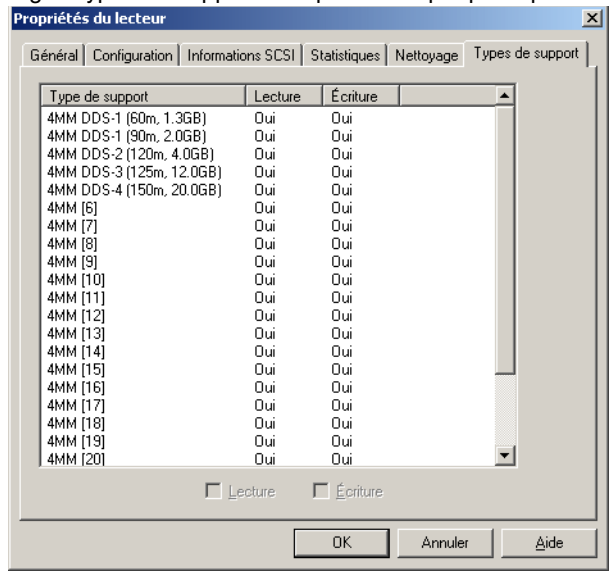 Propriétés du lecteur
Général Configuration Informations SCSI Statistiques Nettoyage Types de support
Type de support Lecture Écriture
4MM DDS-1 (60m, 1.3GB) Oui Oui
4MM DDS-1 (90m, 2.0GB) Oui Oui
4MM DDS-2 (120m, 4.0GB) Oui Oui
4MM DDS-3 (125m, 12.0GB) Oui Oui
4MM DDS-4 (150m, 20.0GB) Oui Oui
4MM [6] Oui Oui
4MM [7] Oui Oui
4MM [8] Oui Oui
4MM [9] Oui Oui
4MM [10] Oui Oui
4MM [11] Oui Oui
4MM [12] Oui Oui
4MM [13] Oui Oui
4MM [14] Oui Oui
4MM [15] Oui Oui
4MM [16] Oui Oui
4MM [17] Oui Oui
4MM [18] Oui Oui
4MM [19] Oui Oui
4MM [20] Oui Oui
Lecture Écriture
OK Annuler Aide